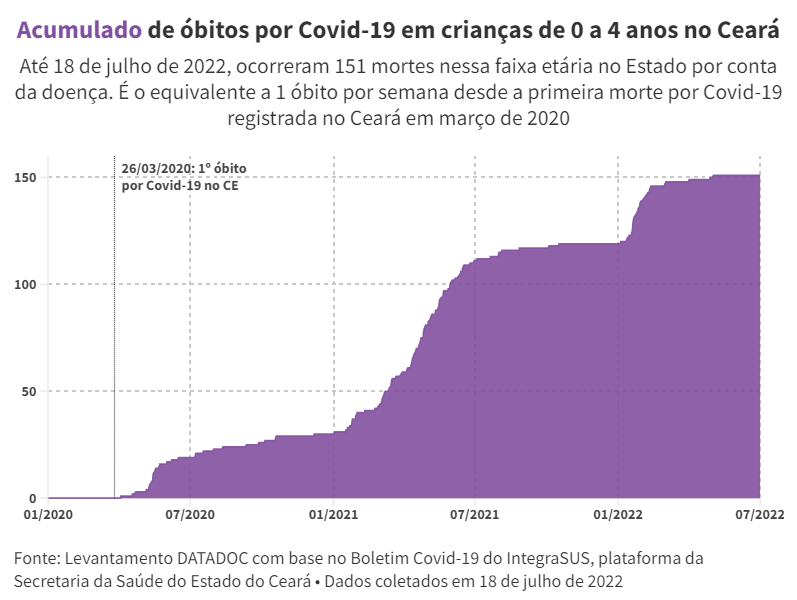 Acumulado de óbitos por Covid-19 em crianças de 0 a 4 anos no Ceará
Até 18 de julho de 2022, ocorreram 151 mortes nessa faixa etária no Estado por conta
da doença. É o equivalente a 1 óbito por semana desde a primeira morte por Covid-19
registrada no Ceará em março de 2020
26/03/2020: 1º óbito
por Covid-19 no CE
150
100
50
0
01/2020 07/2020 01/2021 07/2021 01/2022 07/2022
Fonte: Levantamento DATADOC com base no Boletim Covid-19 do IntegraSUS, plataforma da
Secretaria da Saúde do Estado do Ceará • Dados coletados em 18 de julho de 2022